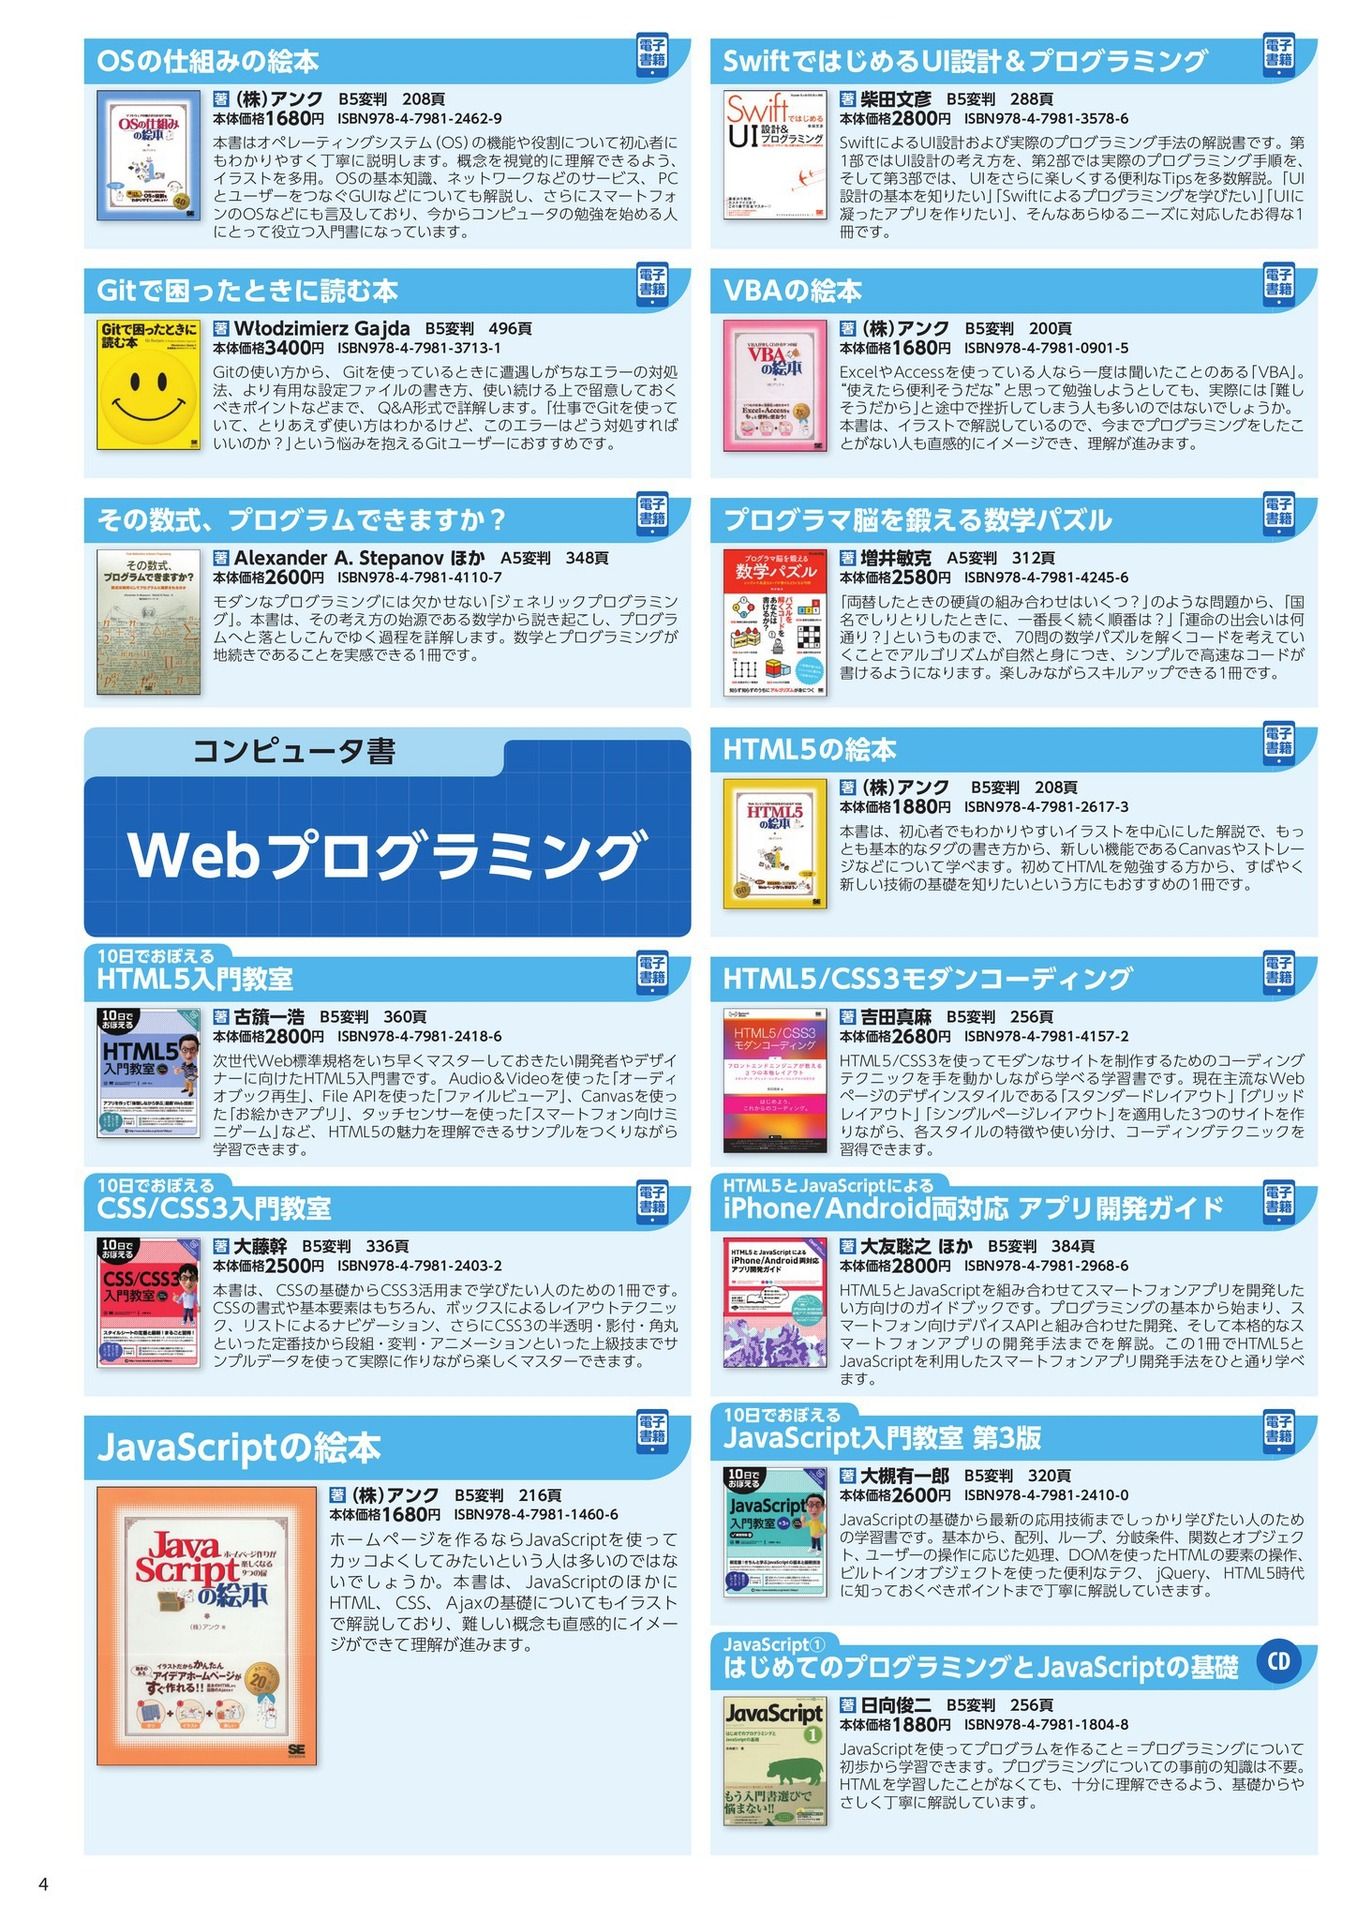 OSの仕組みの絵本
電子書籍
著 (株)アンク B5変判 208頁
本体価格1680円 ISBN978-4-7981-2462-9
本書はオペレーティングシステム(OS)の機能や役割について初心者に
もわかりやすく丁寧に説明します。概念を視覚的に理解できるよう、
イラストを多用。OSの基本知識、ネットワークなどのサービス、PC
とユーザーをつなぐGUIなどについても解説し、さらにスマートフォ
ンのOSなどにも言及しており、今からコンピュータの勉強を始める人
にとって役立つ入門書になっています。
SwiftではじめるUI設計&プログラミング
電子書籍
著 柴田文彦 B5変判 288頁
本体価格2800円 ISBN978-4-7981-3578-6
SwiftによるUI設計および実際のプログラミング手法の解説書です。第
1部ではUI設計の考え方を、第2部では実際のプログラミング手順を、
そして第3部では、UIをさらに楽しくする便利なTipsを多数解説。「UI
設計の基本を知りたい」「Swiftによるプログラミングを学びたい」「UIに
凝ったアプリを作りたい」、そんなあらゆるニーズに対応したお得な1
冊です。
Gitで困ったときに読む本
電子書籍
著 Włodzimierz Gajda B5変判 496頁
本体価格3400円 ISBN978-4-7981-3713-1
Gitの使い方から、Gitを使っているときに遭遇しがちなエラーの対処
法、より有用な設定ファイルの書き方、使い続ける上で留意しておく
べきポイントなどまで、Q&A形式で詳解します。「仕事でGitを使って
いて、とりあえず使い方はわかるけど、このエラーはどう対処すれば
いいのか?」という悩みを抱えるGitユーザーにおすすめです。
VBAの絵本
電子書籍
著 (株)アンク B5変判 200頁
本体価格1680円 ISBN978-4-7981-0901-5
ExcelやAccessを使っている人なら一度は聞いたことのある「VBA」。
“使えたら便利そうだな”と思って勉強しようとしても、実際には「難し
そうだから」と途中で挫折してしまう人も多いのではないでしょうか。
本書は、イラストで解説しているので、今までプログラミングをしたこ
とがない人も直感的にイメージでき、理解が進みます。
その数式、プログラムできますか?
電子書籍
著 Alexander A. Stepanov ほか A5変判 348頁
本体価格2600円 ISBN978-4-7981-4110-7
モダンなプログラミングには欠かせない「ジェネリックプログラミン
グ」。本書は、その考え方の始源である数学から説き起こし、プログラ
ムへと落としこんでゆく過程を詳解します。数学とプログラミングが
地続きであることを実感できる1冊です。
プログラマ脳を鍛える数学パズル
電子書籍
著 増井敏克 A5変判 312頁
本体価格2580円 ISBN978-4-7981-4245-6
「両替したときの硬貨の組み合わせはいくつ?」のような問題から、「国
名でしりとりしたときに、一番長く続く順番は?」「運命の出会いは何
通り?」というものまで、70問の数学パズルを解くコードを考えてい
くことでアルゴリズムが自然と身につき、シンプルで高速なコードが
書けるようになります。楽しみながらスキルアップできる1冊です。
コンピュータ書
Webプログラミング
HTML5の絵本
電子書籍
著 (株)アンク B5変判 208頁
本体価格1880円 ISBN978-4-7981-2617-3
本書は、初心者でもわかりやすいイラストを中心にした解説で、もっ
とも基本的なタグの書き方から、新しい機能であるCanvasやストレー
ジなどについて学べます。初めてHTMLを勉強する方から、すばやく
新しい技術の基礎を知りたいという方にもおすすめの1冊です。
10日でおぼえる
HTML5入門教室
電子書籍
著 古籏一浩 B5変判 360頁
本体価格2800円 ISBN978-4-7981-2418-6
次世代Web標準規格をいち早くマスターしておきたい開発者やデザイ
ナーに向けたHTML5入門書です。Audio&Videoを使った「オーディ
オブック再生」、File APIを使った「ファイルビューア」、Canvasを使っ
た「お絵かきアプリ」、タッチセンサーを使った「スマートフォン向けミ
ニゲーム」など、HTML5の魅力を理解できるサンプルをつくりながら
学習できます。
HTML5/CSS3モダンコーディング
電子書籍
著 吉田真麻 B5変判 256頁
本体価格2680円 ISBN978-4-7981-4157-2
HTML5/CSS3を使ってモダンなサイトを制作するためのコーディング
テクニックを手を動かしながら学べる学習書です。現在主流なWeb
ページのデザインスタイルである「スタンダードレイアウト」「グリッド
レイアウト」「シングルページレイアウト」を適用した3つのサイトを作
りながら、各スタイルの特徴や使い分け、コーディングテクニックを
習得できます。
10日でおぼえる
CSS/CSS3入門教室
電子書籍
著 大藤幹 B5変判 336頁
本体価格2500円 ISBN978-4-7981-2403-2
本書は、CSSの基礎からCSS3活用まで学びたい人のための1冊です。
CSSの書式や基本要素はもちろん、ボックスによるレイアウトテクニッ
ク、リストによるナビゲーション、さらにCSS3の半透明・影付・角丸
といった定番技から段組・変判・アニメーションといった上級技までサ
ンプルデータを使って実際に作りながら楽しくマスターできます。
HTML5とJavaScriptによる
iPhone/Android両対応 アプリ開発ガイド
電子書籍
著 大友聡之 ほか B5変判 384頁
本体価格2800円 ISBN978-4-7981-2968-6
HTML5とJavaScriptを組み合わせてスマートフォンアプリを開発した
い方向けのガイドブックです。プログラミングの基本から始まり、ス
マートフォン向けデバイスAPIと組み合わせた開発、そして本格的なス
マートフォンアプリの開発手法までを解説。この1冊でHTML5と
JavaScriptを利用したスマートフォンアプリ開発手法をひと通り学べ
ます。
JavaScriptの絵本
電子書籍
著 (株)アンク B5変判 216頁
本体価格1680円 ISBN978-4-7981-1460-6
ホームページを作るならJavaScriptを使って
カッコよくしてみたいという人は多いのではな
いでしょうか。本書は、JavaScriptのほかに
HTML、CSS、Ajaxの基礎についてもイラスト
で解説しており、難しい概念も直感的にイメー
ジができて理解が進みます。
10日でおぼえる
JavaScript入門教室 第3版
電子書籍
著 大槻有一郎 B5変判 320頁
本体価格2600円 ISBN978-4-7981-2410-0
JavaScriptの基礎から最新の応用技術までしっかり学びたい人のため
の学習書です。基本から、配列、ループ、分岐条件、関数とオブジェク
ト、ユーザーの操作に応じた処理、DOMを使ったHTMLの要素の操作、
ビルトインオブジェクトを使った便利なテク、jQuery、HTML5時代
に知っておくべきポイントまで丁寧に解説していきます。
JavaScript①
はじめてのプログラミングとJavaScriptの基礎
CD
著 日向俊二 B5変判 256頁
本体価格1880円 ISBN978-4-7981-1804-8
JavaScriptを使ってプログラムを作ること=プログラミングについて
初歩から学習できます。プログラミングについての事前の知識は不要。
HTMLを学習したことがなくても、十分に理解できるよう、基礎からや
さしく丁寧に解説しています。
4